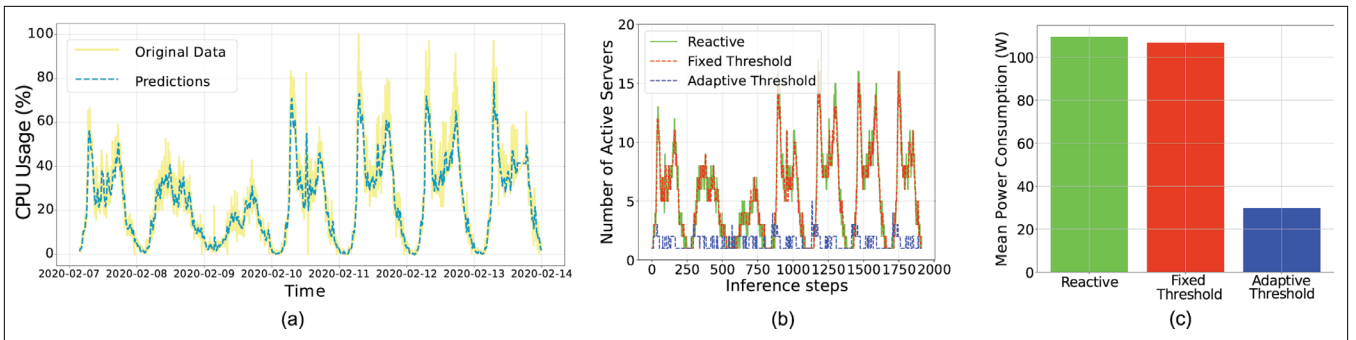 100
80
60
40
20
0
CPU Usage (%)
Original Data
Predictions
2020-02-07
2020-02-08
2020-02-09
2020-02-10
2020-02-11
2020-02-12
2020-02-13
2020-02-14
Time
(a)
20
15
10
5
0
Number of Active Servers
Reactive
Fixed Threshold
Adaptive Threshold
0
250
500
750
1000
1250
1500
1750
2000
Inference steps
(b)
100
80
60
40
20
0
Mean Power Consumption (W)
Reactive
Fixed
Threshold
Adaptive
Threshold
(c)